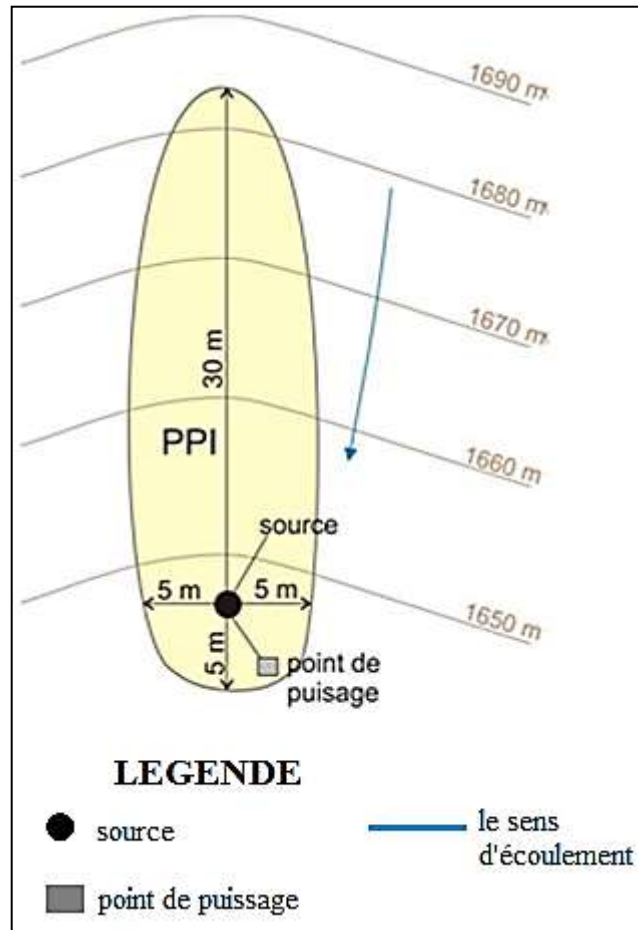 1690 m
1680 m
1670 m
30 m
1660 m
PPI
source
5 m
5 m
1650 m
5 m
point de
puisage
LEGENDE
source
le sens
d'écoulement
point de puissage